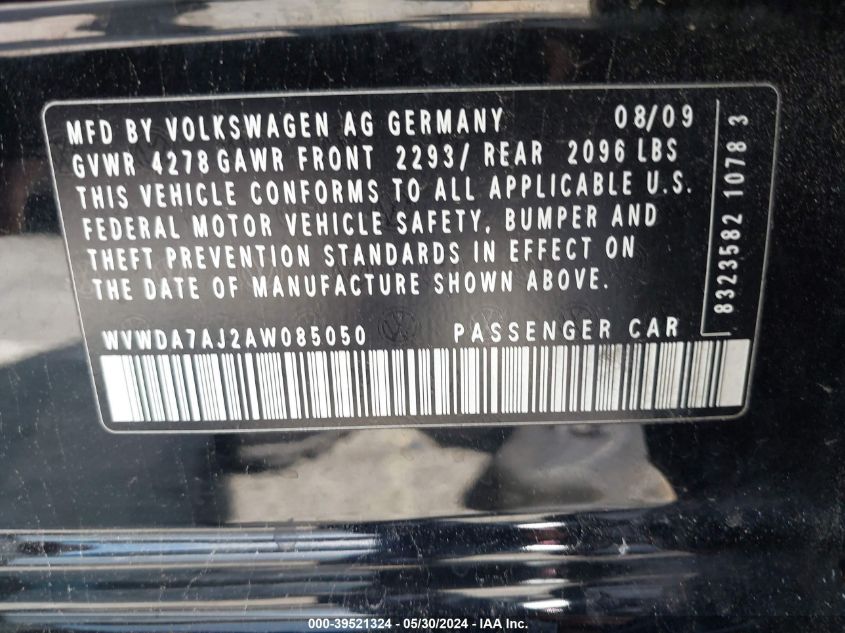 MFD BY VOLKSWAGEN AG GERMANY 08/09
GVWR 4278 GAWR FRONT 2293/ REAR 2096 LBS
THIS VEHICLE CONFORMS TO ALL APPLICABLE U.S.
FEDERAL MOTOR VEHICLE SAFETY, BUMPER AND
THEFT PREVENTION STANDARDS IN EFFECT ON
THE DATE OF MANUFACTURE SHOWN ABOVE.
WVWDA7AJ2AW085050 PASSENGER CAR
8323582 1078 3
000-39521324 - 05/30/2024 - IAAI.COM